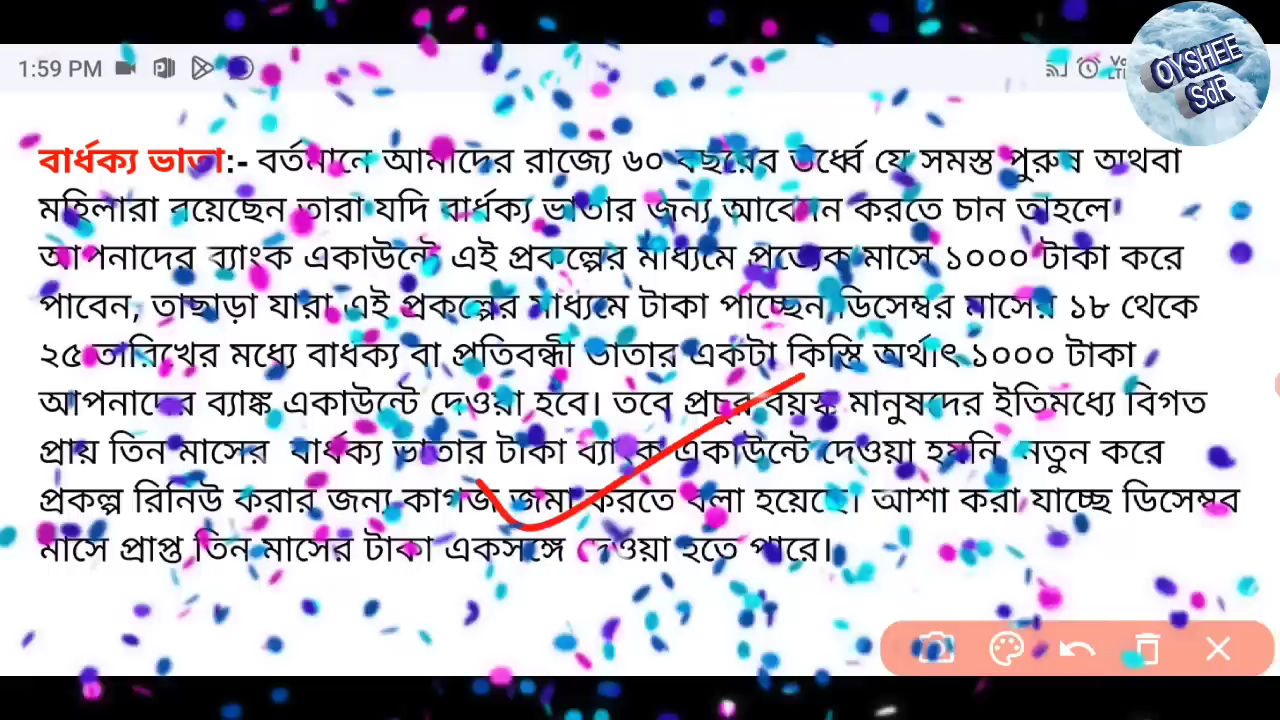 1:59 PM
OYSHEE
SdR
বার্ধক্য ভাতা:- বর্তমানে আমাদের রাজ্যে ৬০ বছরের উর্ধ্বে যে সমস্ত পুরুষ অথবা
মহিলারা রয়েছেন তারা যদি বার্ধক্য ভাতার জন্য আবেদন করতে চান তাহলে
আপনাদের ব্যাংক একাউন্টে এই প্রকল্পের মাধ্যমে প্রত্যেক মাসে ১০০০ টাকা করে
পাবেন, তাছাড়া যারা এই প্রকল্পের মাধ্যমে টাকা পাচ্ছেন ডিসেম্বর মাসের ১৮ থেকে
২৫ তারিখের মধ্যে বার্ধক্য বা প্রতিবন্ধী ভাতার একটা কিস্তি অর্থাৎ ১০০০ টাকা
আপনাদের ব্যাঙ্ক একাউন্টে দেওয়া হবে। তবে প্রচুর বয়স্ক মানুষদের ইতিমধ্যে বিগত
প্রায় তিন মাসের বার্ধক্য ভাতার টাকা ব্যাংক একাউন্টে দেওয়া হয়নি নতুন করে
প্রকল্প রিনিউ করার জন্য কাগজ জমা করতে বলা হয়েছে। আশা করা যাচ্ছে ডিসেম্বর
মাসে প্রাপ্ত তিন মাসের টাকা একসঙ্গে দেওয়া হতে পারে।